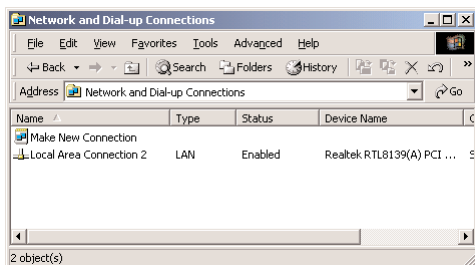 Network and Dial-up Connections
File Edit View Favorites Tools Advanced Help
Back Search Folders History »
Address Network and Dial-up Connections Go
Name Type Status Device Name
Make New Connection
Local Area Connection 2 LAN Enabled Realtek RTL8139(A) PCI ...
2 object(s)